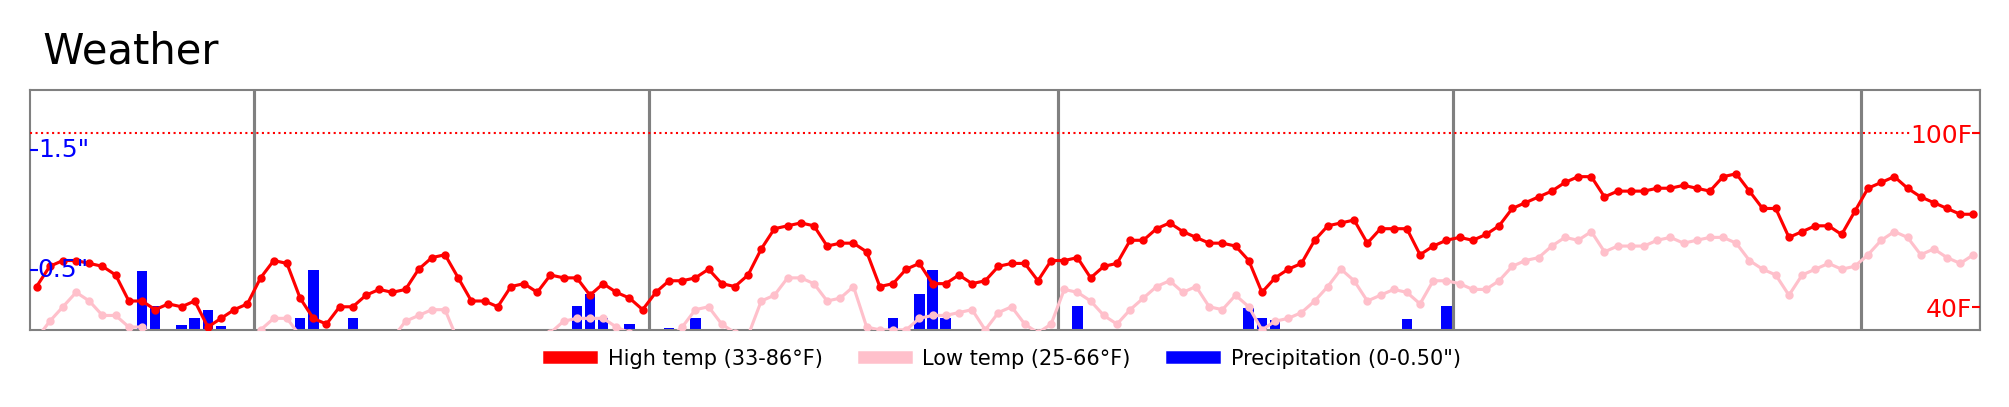 Weather
1.5"
100F
0.5"
40F
High temp (33-86°F) Low temp (25-66°F) Precipitation (0-0.50")